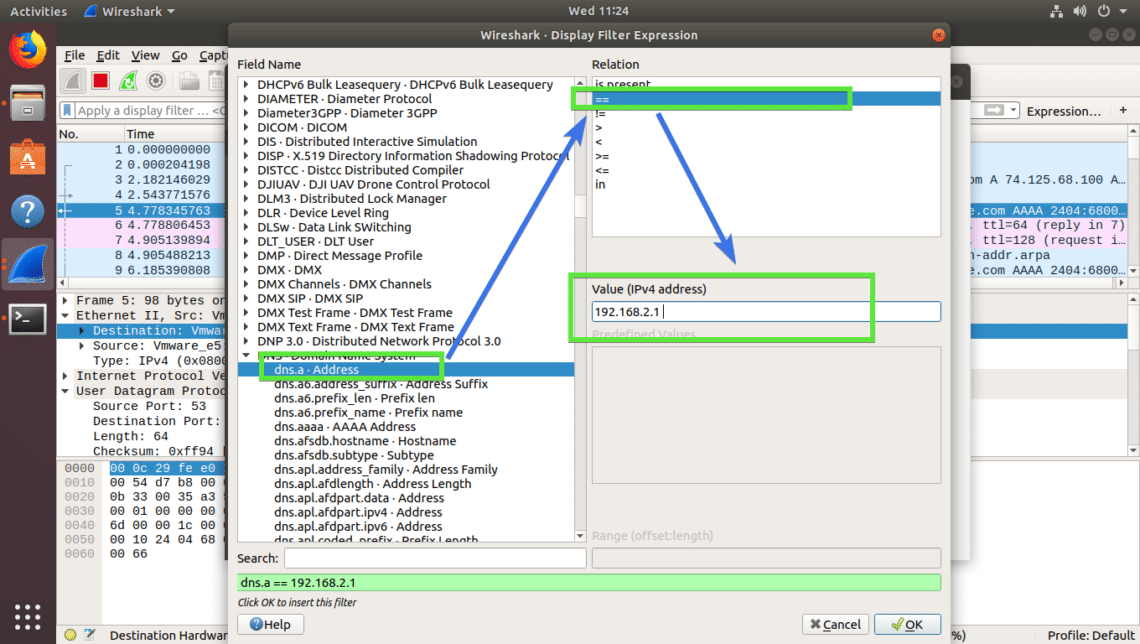 Activities Wireshark Wed 11:24
Wireshark · Display Filter Expression
File Edit View Go Capt
Apply a display filter … <C
Expression… +
No. Time
1 0.000000000
2 0.000204198
3 2.182146029
4 2.543771576
5 4.778345763
6 4.778806453
7 4.905139894
8 4.905488213
9 6.185390808
om A 74.125.68.100 A…
e.com AAAA 2404:6800…
, ttl=64 (reply in 7)
, ttl=128 (request i…
n-addr.arpa
e.com AAAA 2404:6800…
Frame 5: 98 bytes on
Ethernet II, Src: Vm
Destination: Vmwa
Source: Vmware_e5
Type: IPv4 (0x080
Internet Protocol Ve
User Datagram Protoc
Source Port: 53
Destination Port:
Length: 64
Checksum: 0xff94
0000 00 0c 29 fe e0
0010 00 54 d7 b8 00
0020 0b 33 00 35 a3
0030 00 01 00 00 00
0040 6d 00 00 1c 00
0050 00 10 24 04 68
0060 00 66
Field Name
DHCPv6 Bulk Leasequery · DHCPv6 Bulk Leasequery
DIAMETER · Diameter Protocol
Diameter3GPP · Diameter 3GPP
DICOM · DICOM
DIS · Distributed Interactive Simulation
DISP · X.519 Directory Information Shadowing Protocol
DISTCC · Distcc Distributed Compiler
DJIUAV · DJI UAV Drone Control Protocol
DLM3 · Distributed Lock Manager
DLR · Device Level Ring
DLSw · Data Link SWitching
DLT_USER · DLT User
DMP · Direct Message Profile
DMX · DMX
DMX Channels · DMX Channels
DMX SIP · DMX SIP
DMX Test Frame · DMX Test Frame
DMX Text Frame · DMX Text Frame
DNP 3.0 · Distributed Network Protocol 3.0
DNS · Domain Name System
dns.a · Address
dns.a6.address_suffix · Address Suffix
dns.a6.prefix_len · Prefix len
dns.a6.prefix_name · Prefix name
dns.aaaa · AAAA Address
dns.afsdb.hostname · Hostname
dns.afsdb.subtype · Subtype
dns.apl.address_family · Address Family
dns.apl.afdlength · Address Length
dns.apl.afdpart.data · Address
dns.apl.afdpart.ipv4 · Address
dns.apl.afdpart.ipv6 · Address
dns.apl.coded_prefix · Prefix Length
Relation
is present
==
!=
>
<
>=
<=
in
Value (IPv4 address)
192.168.2.1
Predefined Values
Range (offset:length)
Search:
dns.a == 192.168.2.1
Click OK to insert this filter
Help Cancel OK
Destination Hardwar
%) Profile: Default